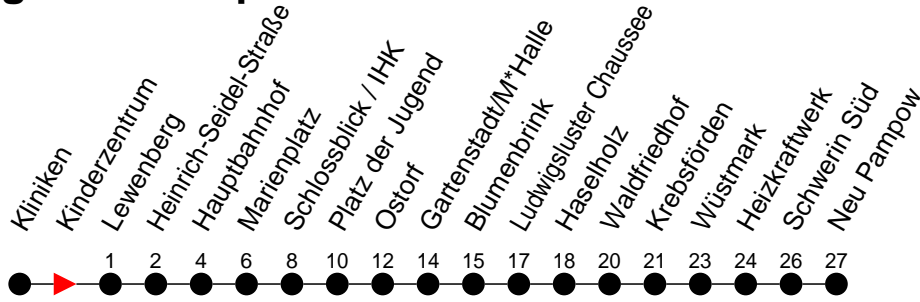 Kliniken
Kinderzentrum
Lewenberg
Heinrich-Seidel-Straße
Hauptbahnhof
Marienplatz
Schlossblick / IHK
Platz der Jugend
Ostorf
Gartenstadt/M*Halle
Blumenbrink
Ludwigsluster Chaussee
Haselholz
Waldfriedhof
Krebsförden
Wüstmark
Heizkraftwerk
Schwerin Süd
Neu Pampow
1 2 4 6 8 10 12 14 15 17 18 20 21 23 24 26 27